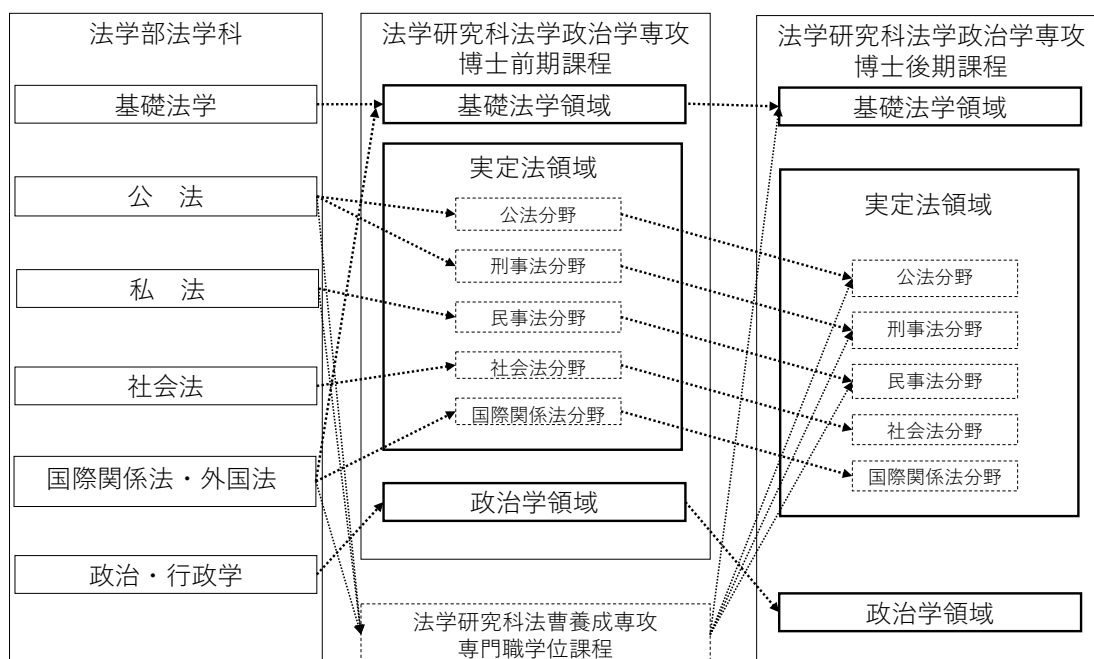 法学部法学科
基礎法学
公　法
私　法
社会法
国際関係法・外国法
政治・行政学
法学研究科法学政治学専攻
博士前期課程
基礎法学領域
実定法領域
公法分野
刑事法分野
民事法分野
社会法分野
国際関係法分野
政治学領域
法学研究科法曹養成専攻
専門職学位課程
法学研究科法学政治学専攻
博士後期課程
基礎法学領域
実定法領域
公法分野
刑事法分野
民事法分野
社会法分野
国際関係法分野
政治学領域